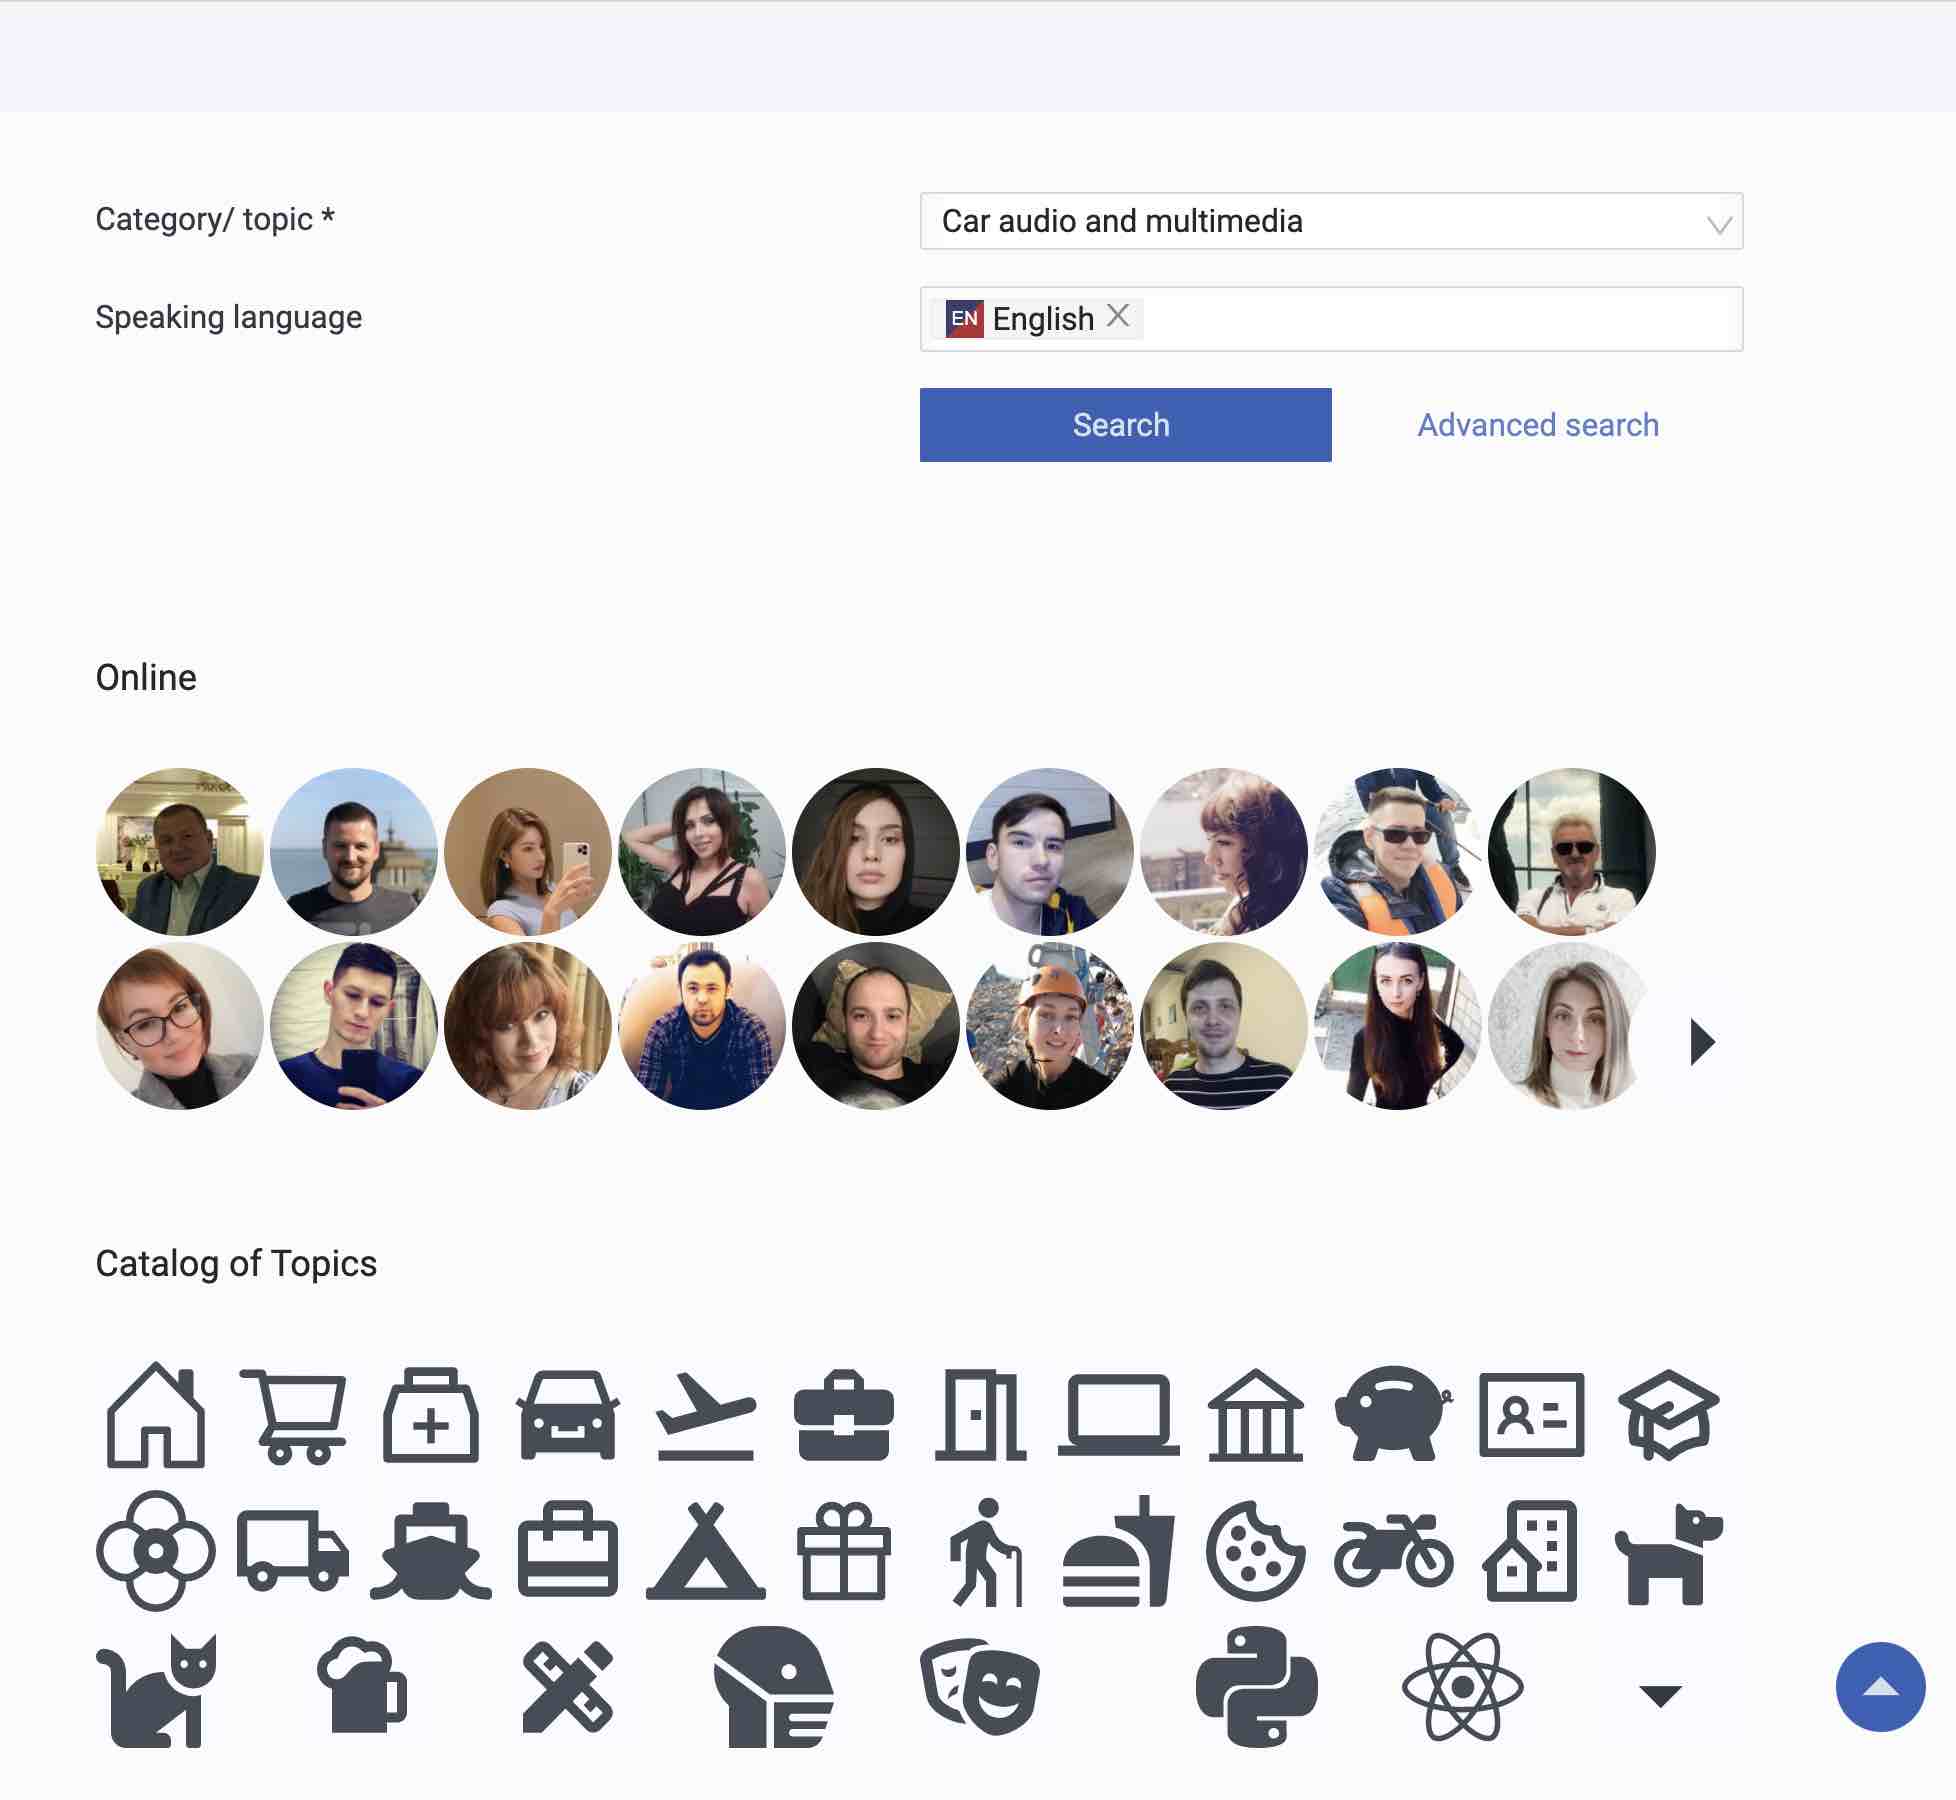 Category/ topic *
Car audio and multimedia
Speaking language
EN English
Search
Advanced search
Online
Catalog of Topics